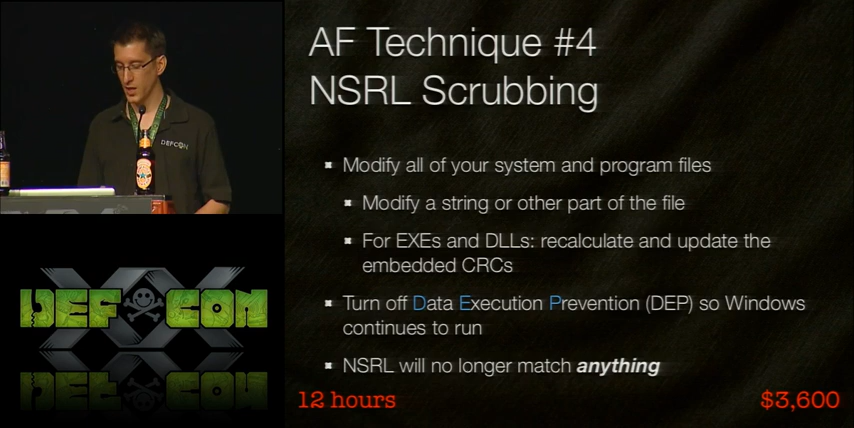 AF Technique #4
NSRL Scrubbing
Modify all of your system and program files
Modify a string or other part of the file
For EXEs and DLLs: recalculate and update the
embedded CRCs
Turn off Data Execution Prevention (DEP) so Windows
continues to run
NSRL will no longer match anything
12 hours
$3,600
DEFCON
XX
DEF CON